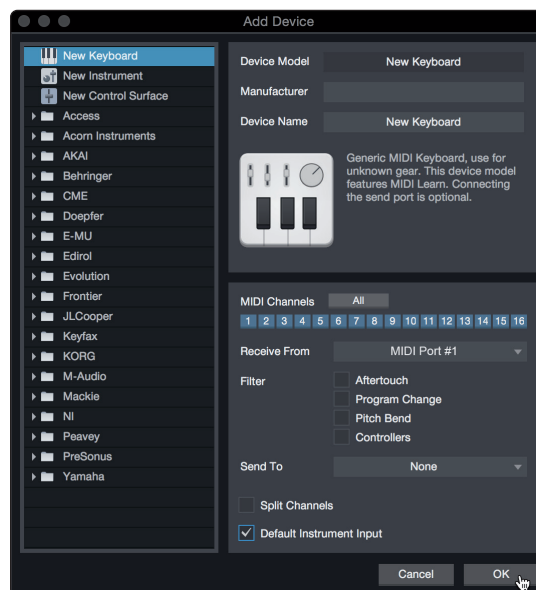 Add Device
New Keyboard
New Instrument
New Control Surface
Access
Acorn Instruments
AKAI
Behringer
CME
Doepfer
E-MU
Edirol
Evolution
Frontier
JLCooper
Keyfax
KORG
M-Audio
Mackie
NI
Peavey
PreSonus
Yamaha
Device Model New Keyboard
Manufacturer
Device Name New Keyboard
Generic MIDI Keyboard, use for
unknown gear. This device model
features MIDI Learn. Connecting
the send port is optional.
MIDI Channels All
1 2 3 4 5 6 7 8 9 10 11 12 13 14 15 16
Receive From MIDI Port #1
Filter Aftertouch
Program Change
Pitch Bend
Controllers
Send To None
Split Channels
Default Instrument Input
Cancel OK